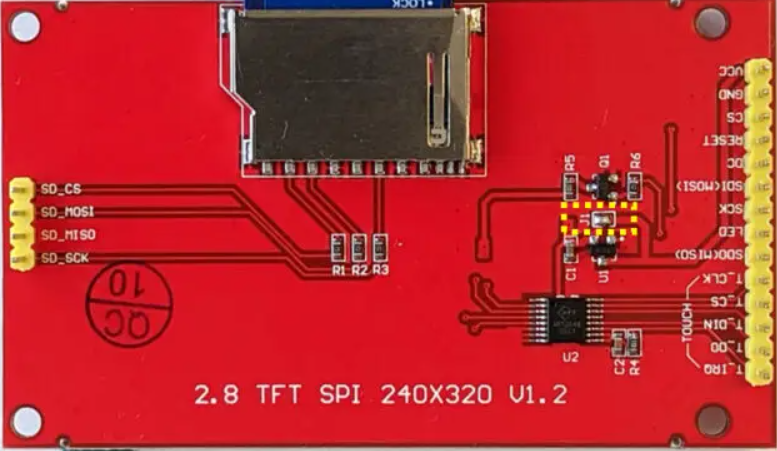 •LOCK
VCC
GND
CS
RESET
DC
SDI(MOSI)
SCK
LED
SDO(MISO)
T_CLK
T_CS
T_DIN
T_DO
T_IRQ
TOUCH
R5
Q1
R6
J1
C1
U1
SD_CS
SD_MOSI
SD_MISO
SD_SCK
R1
R2
R3
QC
10
U2
C2
R4
2.8 TFT SPI 240X320 V1.2